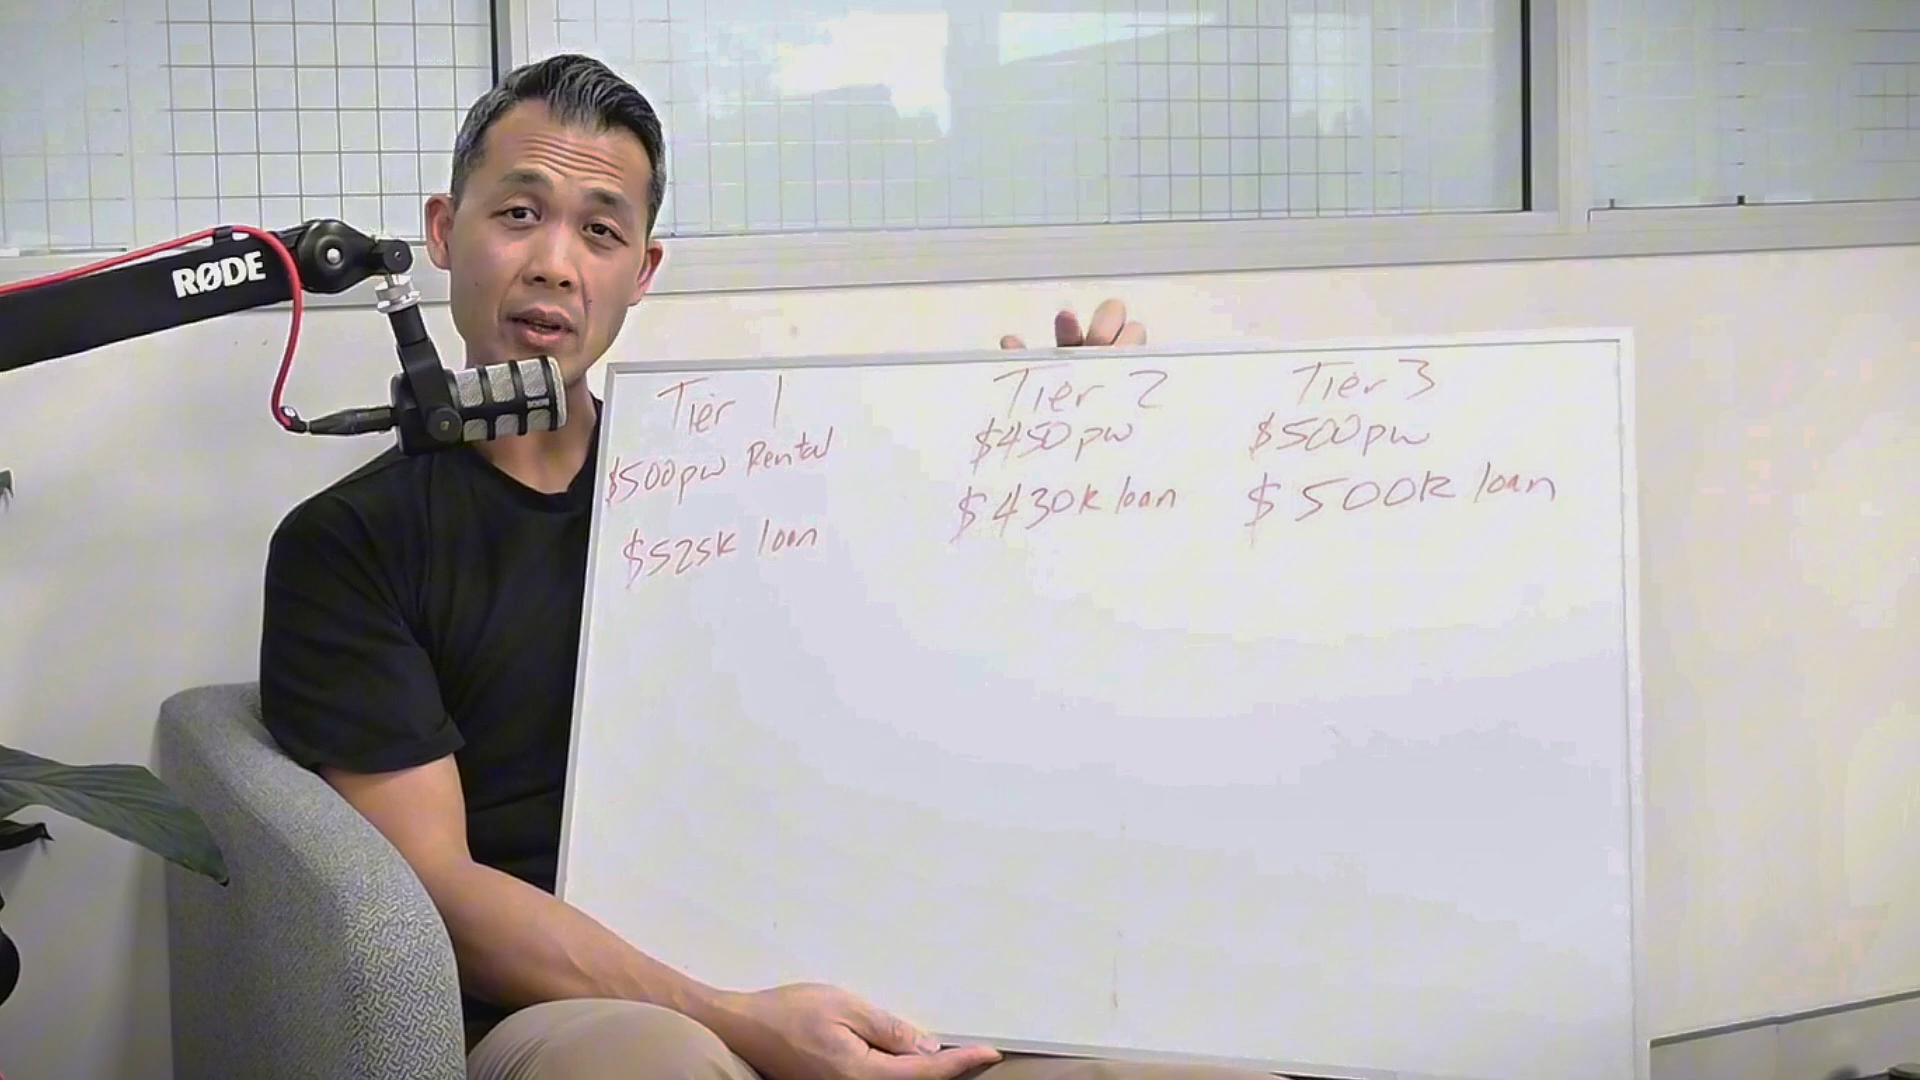 RØDE
Tier 1
$500pw Rental
$525k loan
Tier 2
$450pw
$430k loan
Tier 3
$500pw
$500k loan